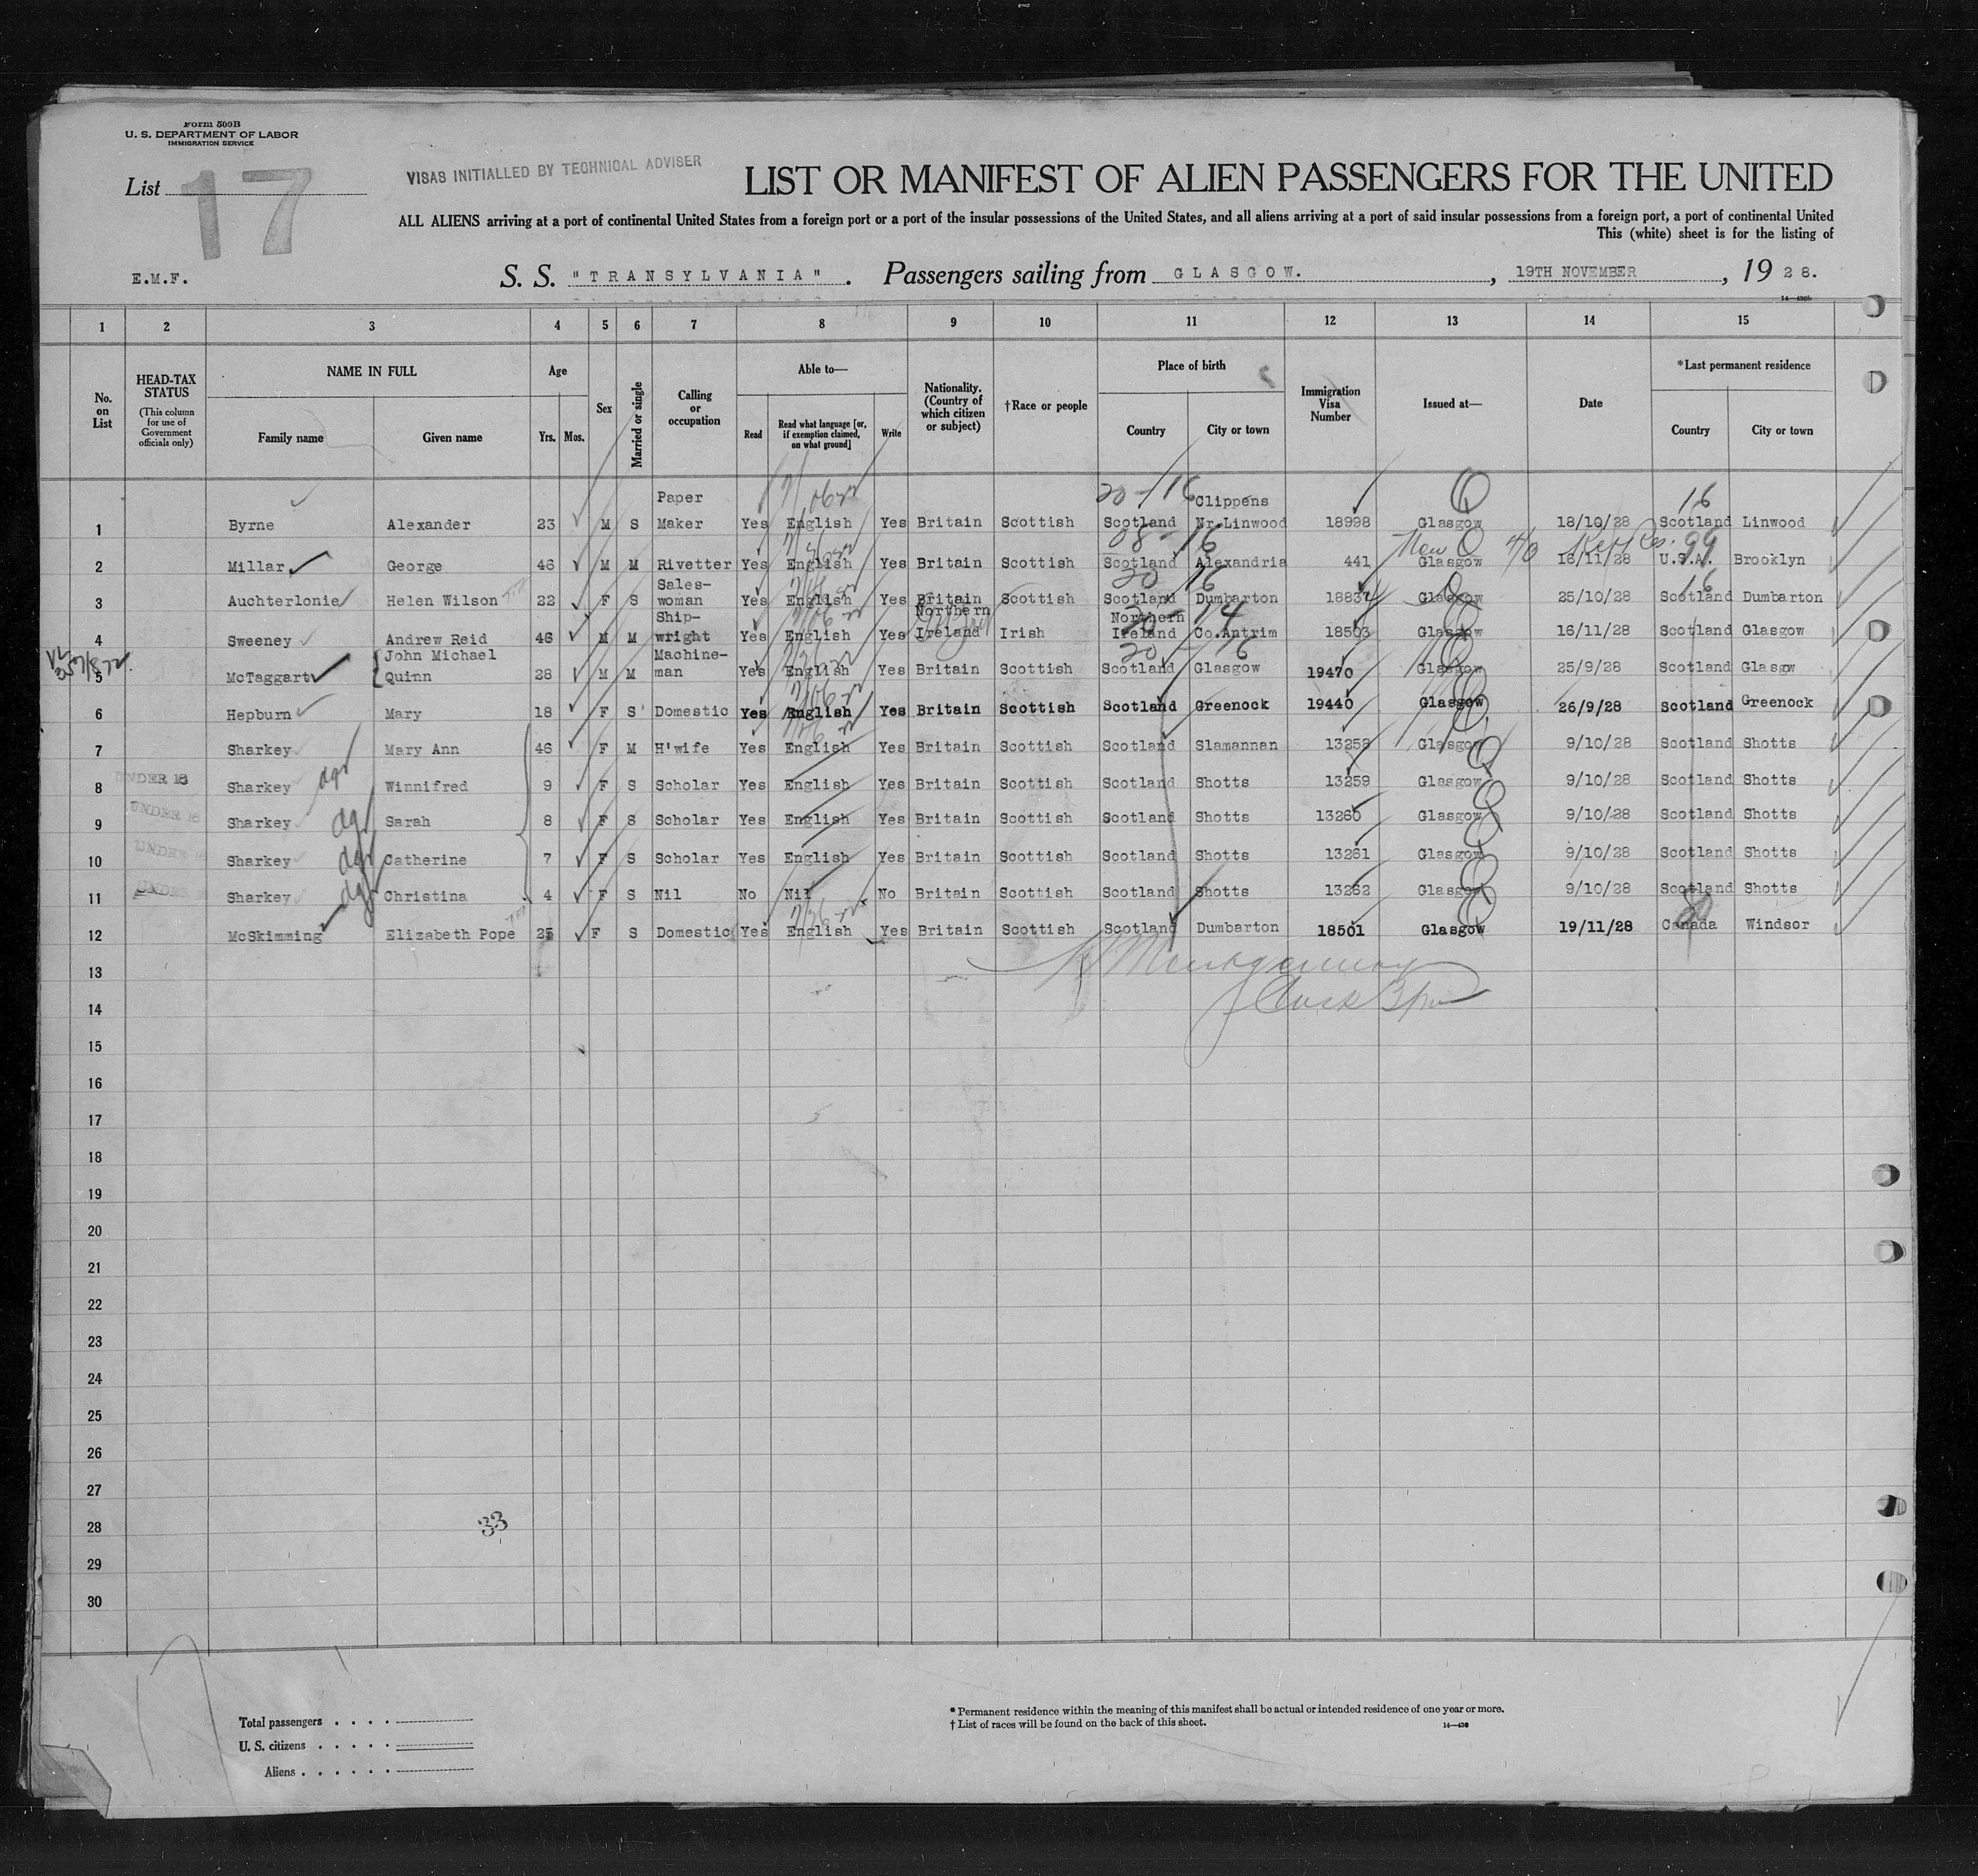 Form 500B
U. S. DEPARTMENT OF LABOR
IMMIGRATION SERVICE
List 17
VISAS INITIALLED BY TECHNICAL ADVISER
LIST OR MANIFEST OF ALIEN PASSENGERS FOR THE UNITED
ALL ALIENS arriving at a port of continental United States from a foreign port or a port of the insular possessions of the United States, and all aliens arriving at a port of said insular possessions from a foreign port, a port of continental United
This (white) sheet is for the listing of
E.M.F.
S. S. "TRANSYLVANIA". Passengers sailing from GLASGOW. , 19TH NOVEMBER , 1928.
1 2 3 4 5 6 7 8 9 10 11 12 13 14 15
No. on List
HEAD-TAX STATUS
(This column for use of Government officials only)
NAME IN FULL
Family name Given name
Age
Yrs. Mos.
Sex
Married or single
Calling or occupation
Able to—
Read Read what language [or, if exemption claimed, on what ground] Write
Nationality. (Country of which citizen or subject)
†Race or people
Place of birth
Country City or town
Immigration Visa Number
Issued at—
Date
*Last permanent residence
Country City or town
1 Byrne Alexander 23 M S Paper Maker Yes English Yes Britain Scottish Scotland Clippens Nr.Linwood 18998 Glasgow 18/10/28 Scotland Linwood
2 Millar George 46 M M Rivetter Yes English Yes Britain Scottish Scotland Alexandria 441 Glasgow 16/11/28 U.S.A. Brooklyn
3 Auchterlonie Helen Wilson 22 F S Sales-woman Yes English Yes Britain Scottish Scotland Dumbarton 18837 Glasgow 25/10/28 Scotland Dumbarton
4 Sweeney Andrew Reid 46 M M Ship-wright Yes English Yes Northern Ireland Irish Northern Ireland Co.Antrim 18503 Glasgow 16/11/28 Scotland Glasgow
5 McTaggart John Michael Quinn 28 M M Machine-man Yes English Yes Britain Scottish Scotland Glasgow 19470 Glasgow 25/9/28 Scotland Glasgow
6 Hepburn Mary 18 F S Domestic Yes English Yes Britain Scottish Scotland Greenock 19440 Glasgow 26/9/28 Scotland Greenock
7 Sharkey Mary Ann 46 F M H'wife Yes English Yes Britain Scottish Scotland Slamannan 13258 Glasgow 9/10/28 Scotland Shotts
UNDER 16
8 Sharkey Winnifred 9 F S Scholar Yes English Yes Britain Scottish Scotland Shotts 13259 Glasgow 9/10/28 Scotland Shotts
UNDER 16
9 Sharkey Sarah 8 F S Scholar Yes English Yes Britain Scottish Scotland Shotts 13260 Glasgow 9/10/28 Scotland Shotts
UNDER
10 Sharkey Catherine 7 F S Scholar Yes English Yes Britain Scottish Scotland Shotts 13261 Glasgow 9/10/28 Scotland Shotts
UNDER
11 Sharkey Christina 4 F S Nil No Nil No Britain Scottish Scotland Shotts 13262 Glasgow 9/10/28 Scotland Shotts
12 McSkimming Elizabeth Pope 25 F S Domestic Yes English Yes Britain Scottish Scotland Dumbarton 18501 Glasgow 19/11/28 Canada Windsor
13
14
15
16
17
18
19
20
21
22
23
24
25
26
27
28
33
29
30
Total passengers
U. S. citizens
Aliens
* Permanent residence within the meaning of this manifest shall be actual or intended residence of one year or more.
† List of races will be found on the back of this sheet.